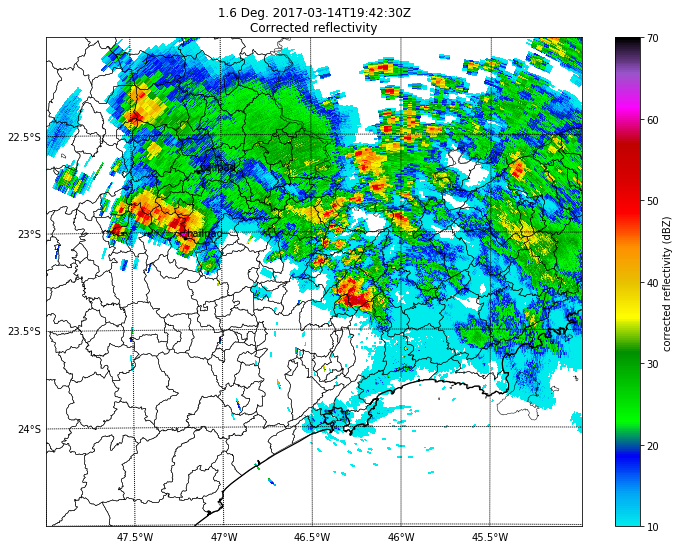 1.6 Deg. 2017-03-14T19:42:30Z
Corrected reflectivity
22.5°S
23°S
23.5°S
24°S
47.5°W
47°W
46.5°W
46°W
45.5°W
70
60
50
40
30
20
10
corrected reflectivity (dBZ)